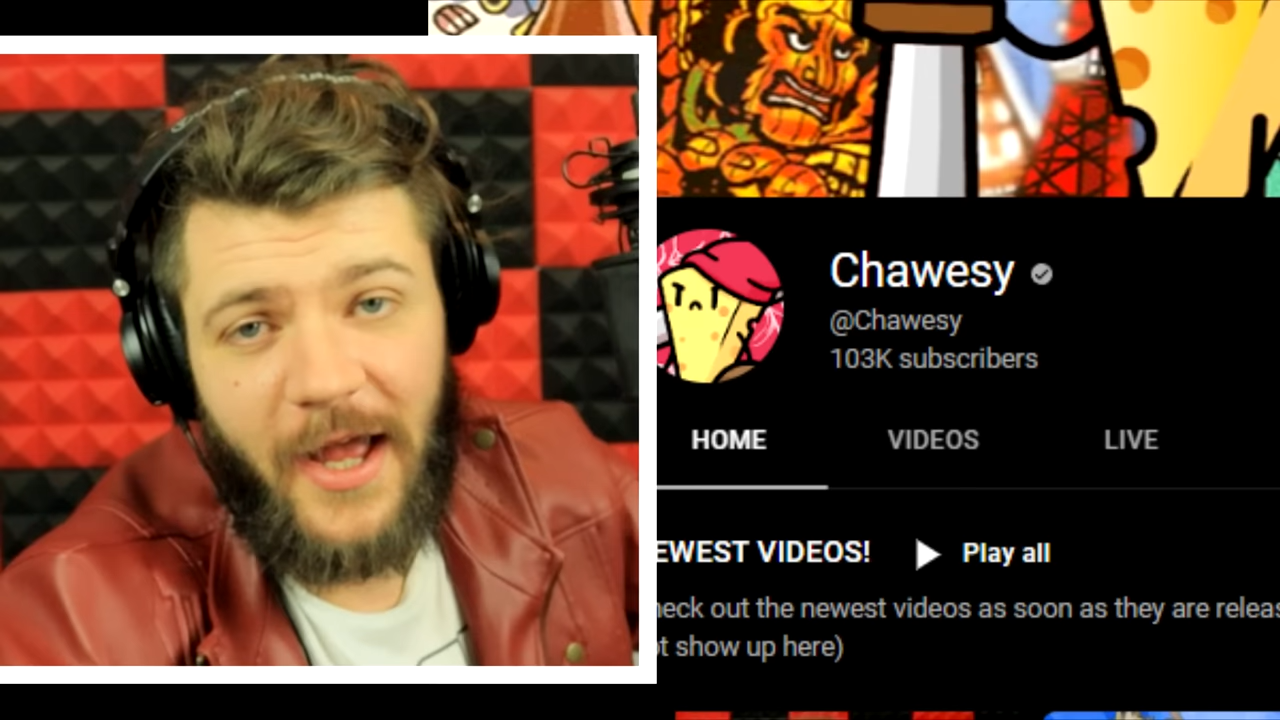 Chawesy
@Chawesy
103K subscribers
HOME VIDEOS LIVE
EWEST VIDEOS! Play all
heck out the newest videos as soon as they are releas
ot show up here)